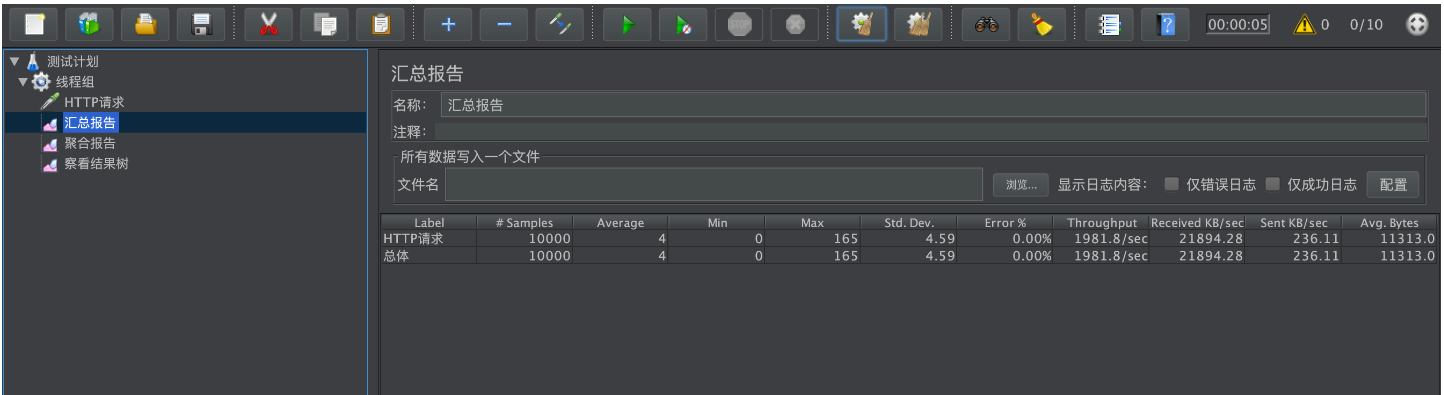 STOP
00:00:05 0 0/10
测试计划
线程组
HTTP请求
汇总报告
聚合报告
察看结果树
汇总报告
名称： 汇总报告
注释：
所有数据写入一个文件
文件名 浏览... 显示日志内容： 仅错误日志 仅成功日志 配置
Label # Samples Average Min Max Std. Dev. Error % Throughput Received KB/sec Sent KB/sec Avg. Bytes
HTTP请求 10000 4 0 165 4.59 0.00% 1981.8/sec 21894.28 236.11 11313.0
总体 10000 4 0 165 4.59 0.00% 1981.8/sec 21894.28 236.11 11313.0